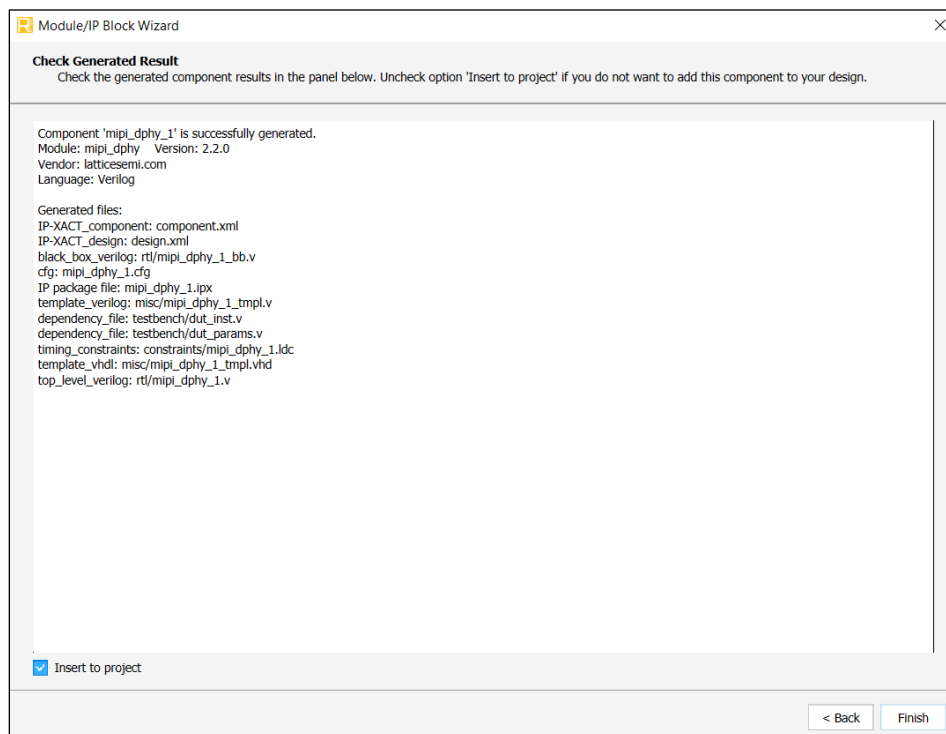 Module/IP Block Wizard
Check Generated Result
Check the generated component results in the panel below. Uncheck option 'Insert to project' if you do not want to add this component to your design.
Component 'mipi_dphy_1' is successfully generated.
Module: mipi_dphy Version: 2.2.0
Vendor: latticesemi.com
Language: Verilog
Generated files:
IP-XACT_component: component.xml
IP-XACT_design: design.xml
black_box_verilog: rtl/mipi_dphy_1_bb.v
cfg: mipi_dphy_1.cfg
IP package file: mipi_dphy_1.ipx
template_verilog: misc/mipi_dphy_1_tmpl.v
dependency_file: testbench/dut_inst.v
dependency_file: testbench/dut_params.v
timing_constraints: constraints/mipi_dphy_1.ldc
template_vhdl: misc/mipi_dphy_1_tmpl.vhd
top_level_verilog: rtl/mipi_dphy_1.v
Insert to project
< Back Finish